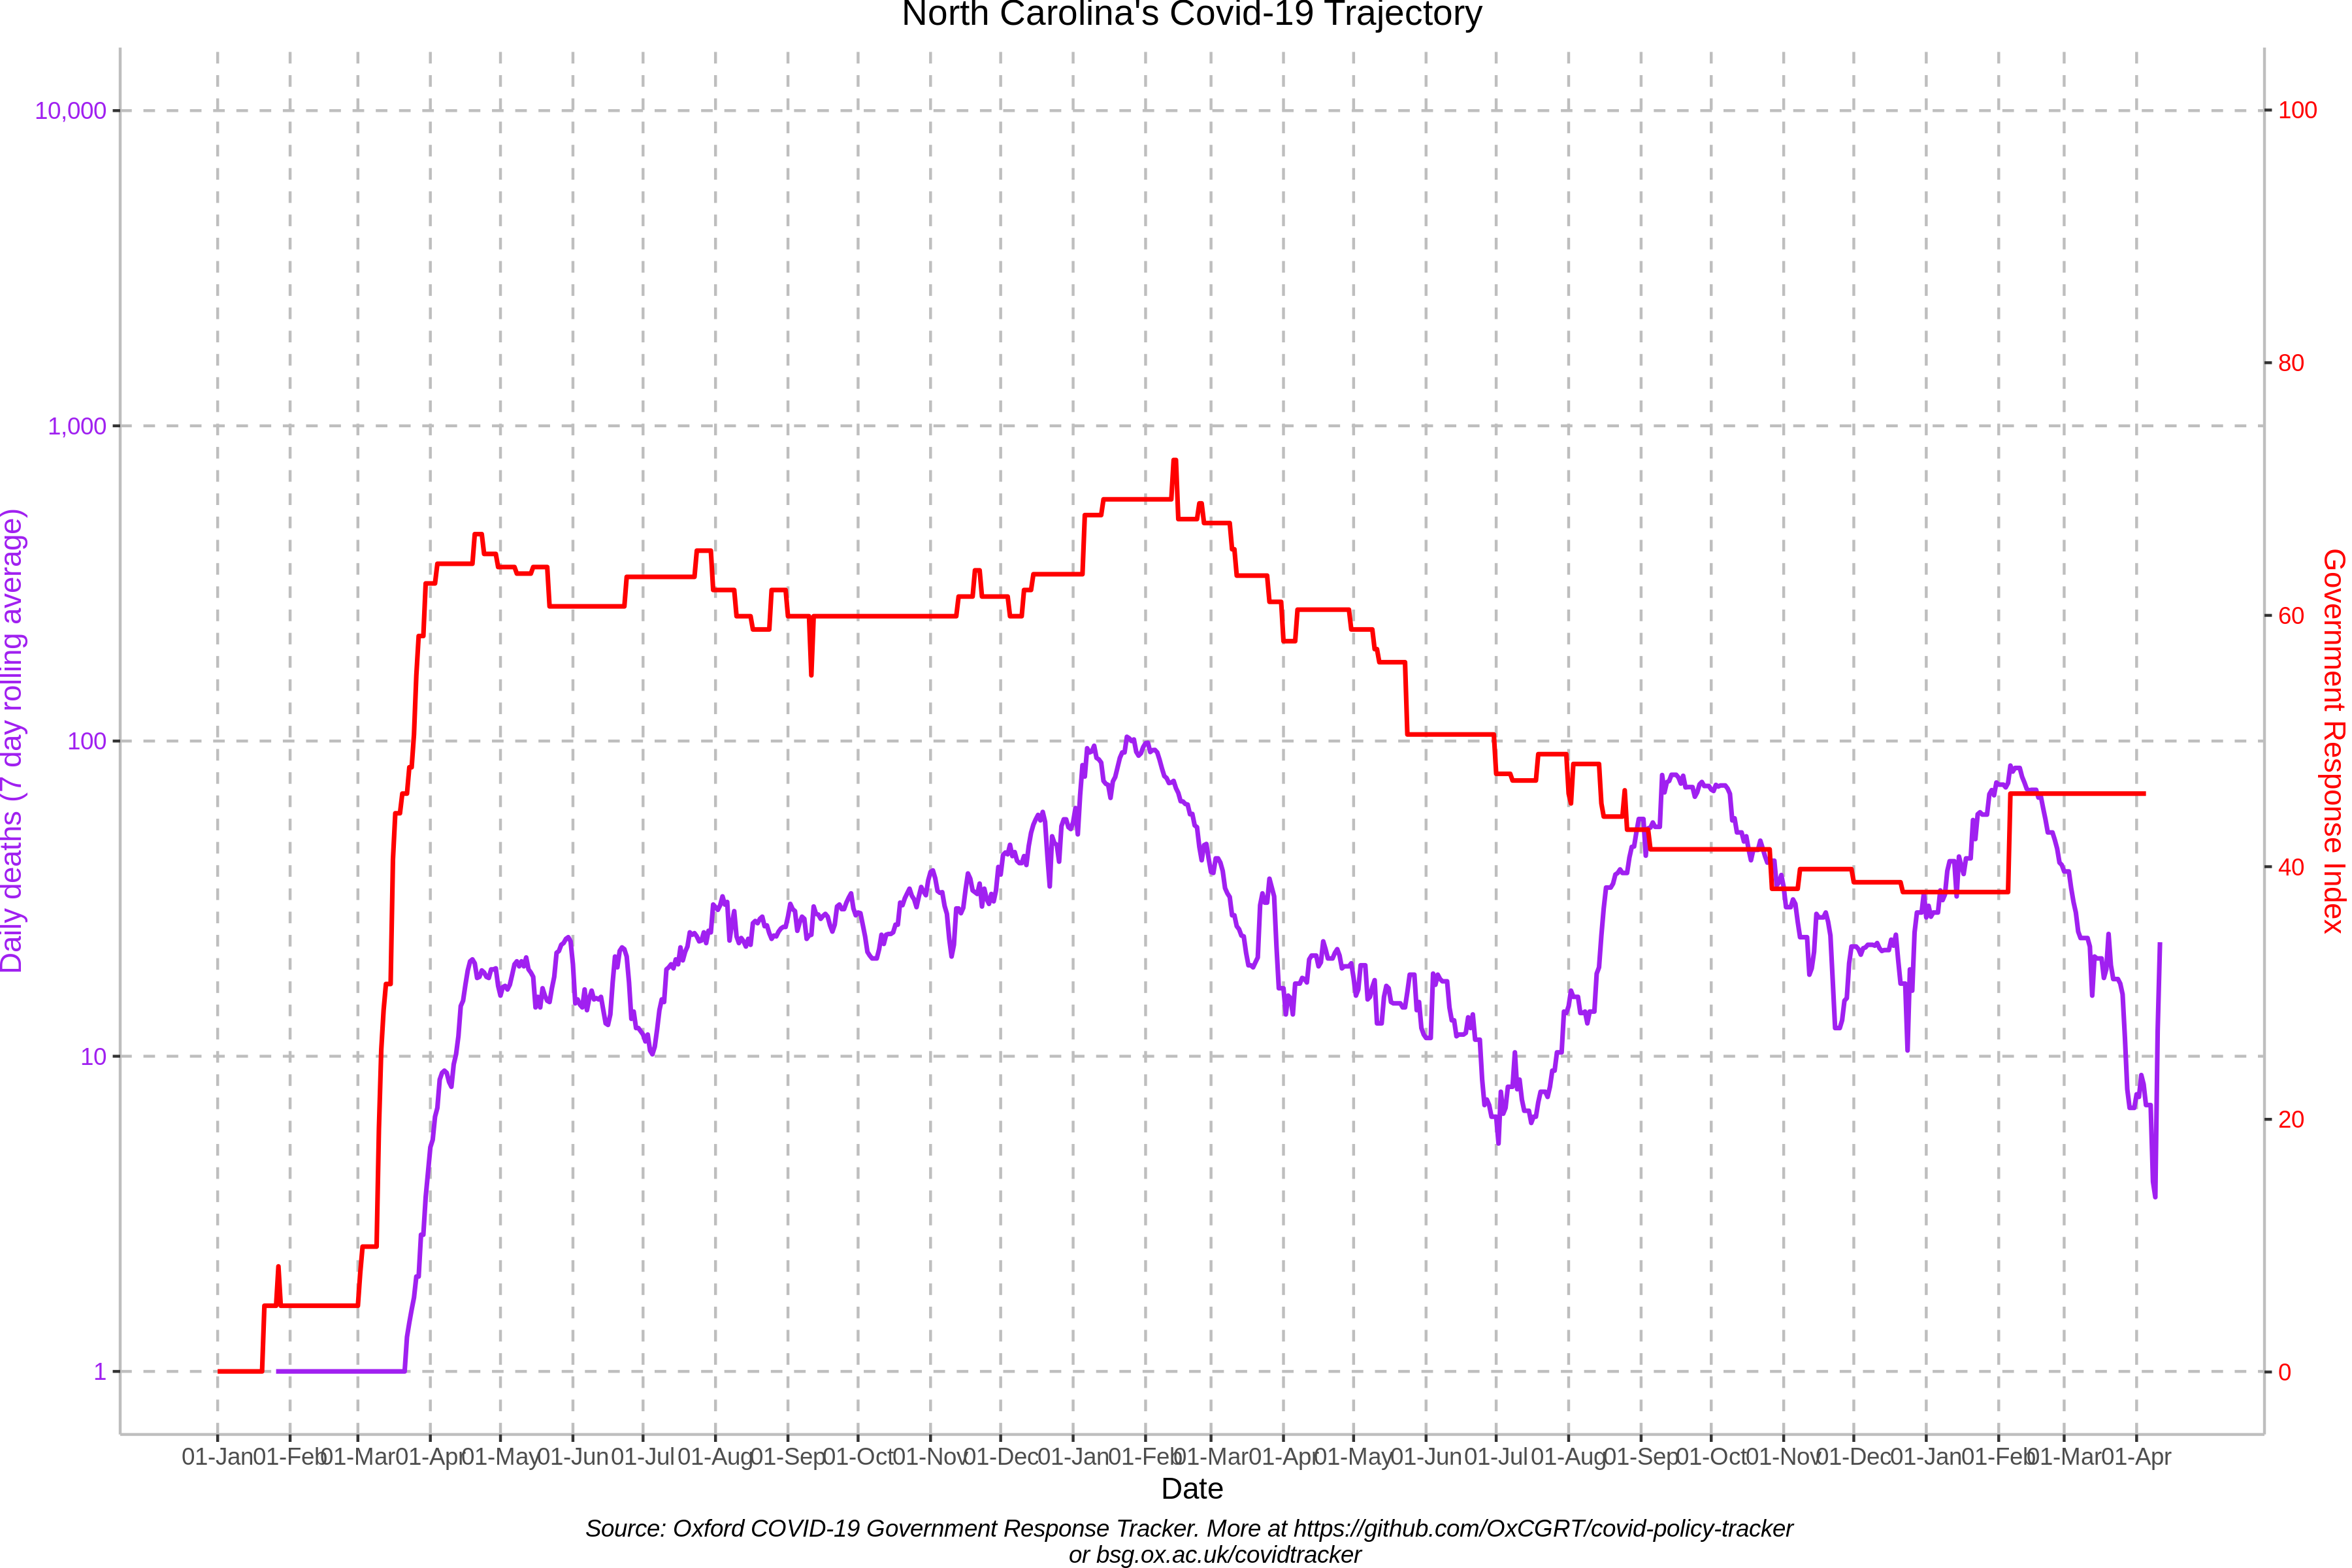 North Carolina's Covid-19 Trajectory
10,000
1,000
100
10
1
Daily deaths (7 day rolling average)
100
80
60
40
20
0
Government Response Index
01-Jan 01-Feb 01-Mar 01-Apr 01-May 01-Jun 01-Jul 01-Aug 01-Sep 01-Oct 01-Nov 01-Dec 01-Jan 01-Feb 01-Mar 01-Apr 01-May 01-Jun 01-Jul 01-Aug 01-Sep 01-Oct 01-Nov 01-Dec 01-Jan 01-Feb 01-Mar 01-Apr
Date
Source: Oxford COVID-19 Government Response Tracker. More at https://github.com/OxCGRT/covid-policy-tracker
or bsg.ox.ac.uk/covidtracker